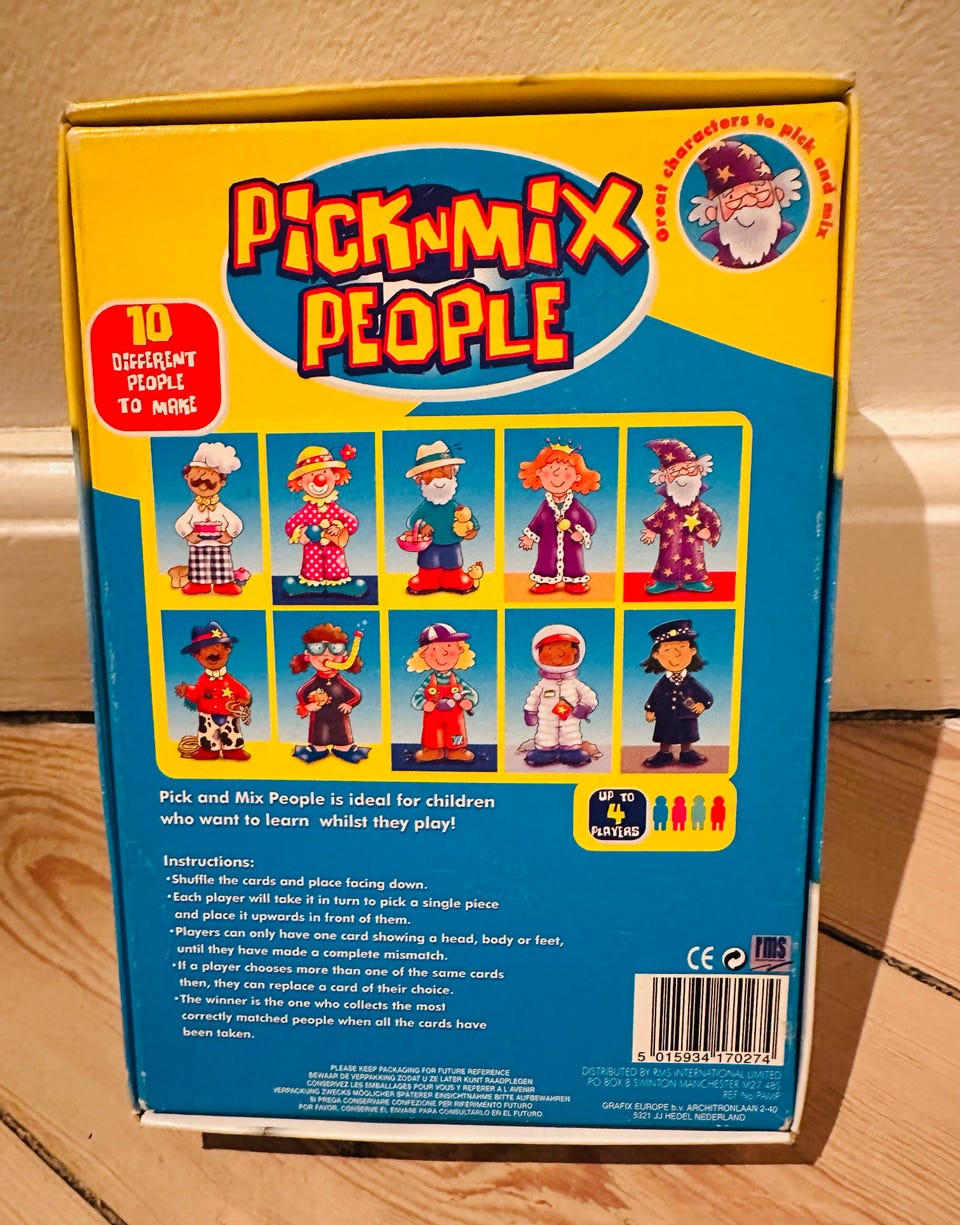 Great characters to pick and mix
PiCKNMiX
PEOPLE
10
DiFFERENT
PEOPLE
TO MAKE
Pick and Mix People is ideal for children
who want to learn whilst they play!
UP TO
4
PLAYERS
Instructions:
•Shuffle the cards and place facing down.
•Each player will take it in turn to pick a single piece
and place it upwards in front of them.
•Players can only have one card showing a head, body or feet,
until they have made a complete mismatch.
•If a player chooses more than one of the same cards
then, they can replace a card of their choice.
•The winner is the one who collects the most
correctly matched people when all the cards have
been taken.
CE
rms
5 015934 170274
PLEASE KEEP PACKAGING FOR FUTURE REFERENCE
BEWAAR DE VERPAKKING ZODAT U ZE LATER KUNT RAADPLEGEN
CONSERVEZ LES EMBALLAGES POUR VOUS Y REFERER A L'AVENIR
VERPACKUNG ZWECKS MÖGLICHER SPÄTERER EINSICHTNAHME BITTE AUFBEWAHREN
SI PREGA CONSERVARE CONFEZIONE PER RIFERIMENTO FUTURO
POR FAVOR, CONSERVE EL ENVASE PARA CONSULTARLO EN EL FUTURO
DISTRIBUTED BY RMS INTERNATIONAL LIMITED
PO BOX 8 SWINTON MANCHESTER M27 4BS
REF No PAMP
GRAFIX EUROPE b.v. ARCHITRONLAAN 2-40
5321 JJ HEDEL NEDERLAND